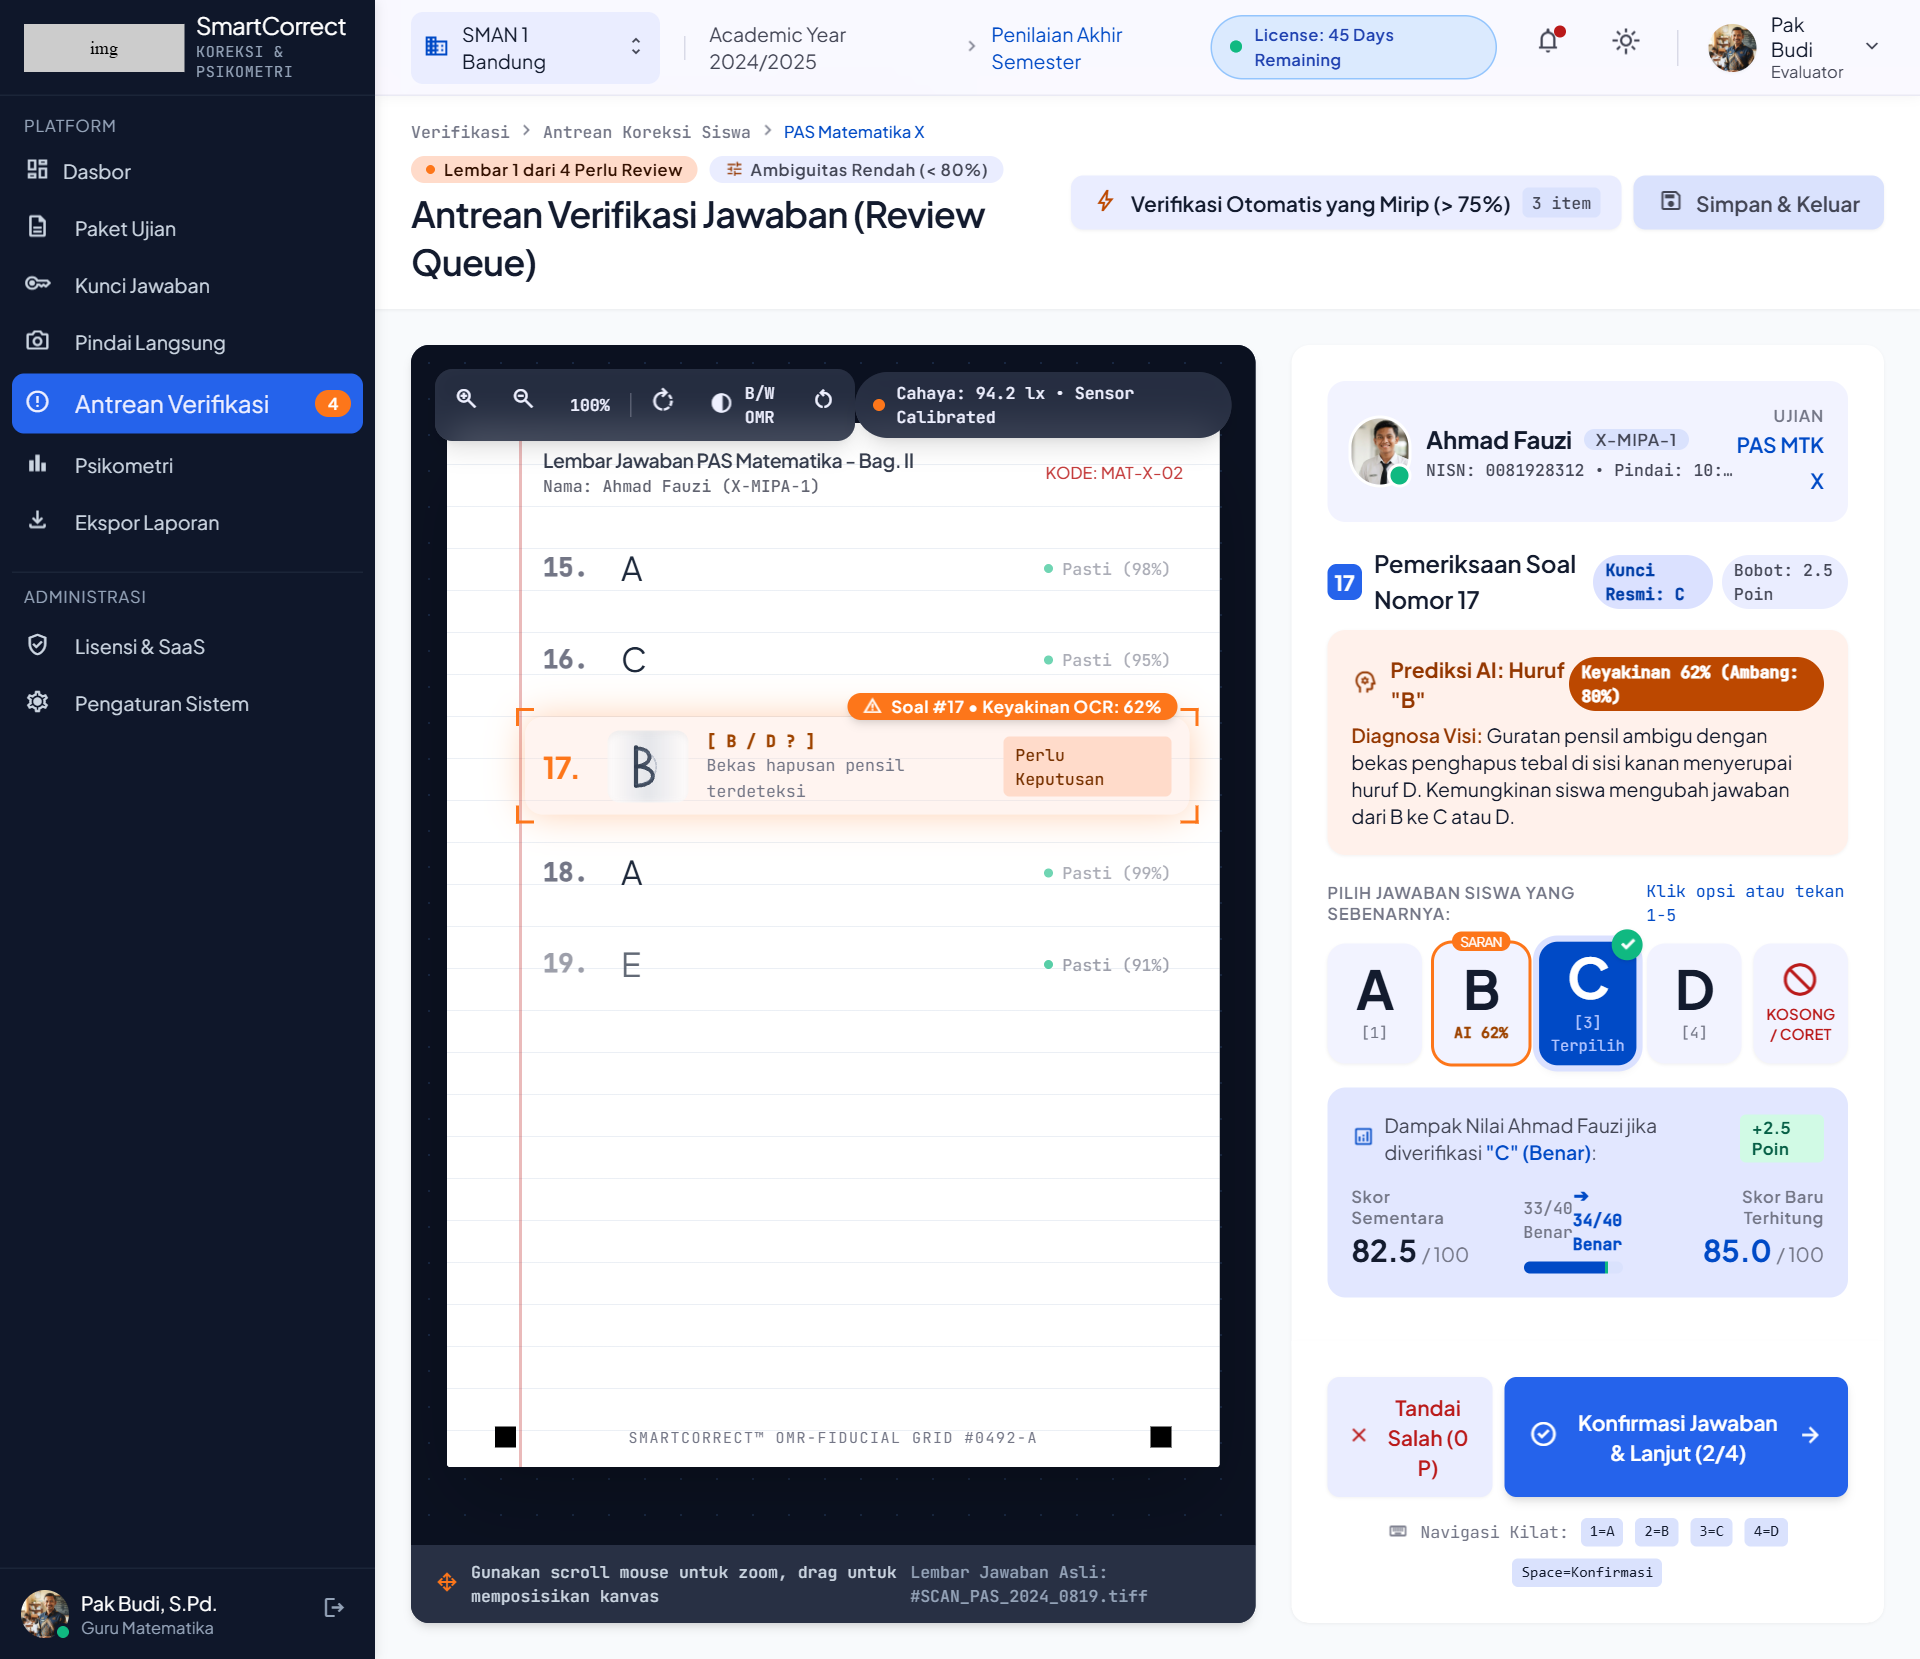 img
SmartCorrect
KOREKSI &
PSIKOMETRI
PLATFORM
Dasbor
Paket Ujian
Kunci Jawaban
Pindai Langsung
Antrean Verifikasi
4
Psikometri
Ekspor Laporan
ADMINISTRASI
Lisensi & SaaS
Pengaturan Sistem
Pak Budi, S.Pd.
Guru Matematika
SMAN 1
Bandung
Academic Year
2024/2025
Penilaian Akhir
Semester
License: 45 Days
Remaining
Pak
Budi
Evaluator
Verifikasi
Antrean Koreksi Siswa
PAS Matematika X
Lembar 1 dari 4 Perlu Review
Ambiguitas Rendah (< 80%)
Antrean Verifikasi Jawaban (Review
Queue)
Verifikasi Otomatis yang Mirip (> 75%)
3 item
Simpan & Keluar
100%
B/W
OMR
Cahaya: 94.2 lx • Sensor
Calibrated
Lembar Jawaban PAS Matematika - Bag. II
Nama: Ahmad Fauzi (X-MIPA-1)
KODE: MAT-X-02
15. A
Pasti (98%)
16. C
Pasti (95%)
Soal #17 • Keyakinan OCR: 62%
17. B
[ B / D ? ]
Bekas hapusan pensil
terdeteksi
Perlu
Keputusan
18. A
Pasti (99%)
19. E
Pasti (91%)
SMARTCORRECT™ OMR-FIDUCIAL GRID #0492-A
Gunakan scroll mouse untuk zoom, drag untuk
memposisikan kanvas
Lembar Jawaban Asli:
#SCAN_PAS_2024_0819.tiff
Ahmad Fauzi
X-MIPA-1
NISN: 0081928312 • Pindai: 10:…
UJIAN
PAS MTK
X
17
Pemeriksaan Soal
Nomor 17
Kunci
Resmi: C
Bobot: 2.5
Poin
Prediksi AI: Huruf
"B"
Keyakinan 62% (Ambang:
80%)
Diagnosa Visi: Guratan pensil ambigu dengan
bekas penghapus tebal di sisi kanan menyerupai
huruf D. Kemungkinan siswa mengubah jawaban
dari B ke C atau D.
PILIH JAWABAN SISWA YANG
SEBENARNYA:
Klik opsi atau tekan
1-5
A
[1]
SARAN
B
AI 62%
C
[3]
Terpilih
D
[4]
KOSONG
/ CORET
Dampak Nilai Ahmad Fauzi jika
diverifikasi "C" (Benar):
+2.5
Poin
Skor
Sementara
82.5 / 100
33/40
Benar
➔
34/40
Benar
Skor Baru
Terhitung
85.0 / 100
Tandai
Salah (0
P)
Konfirmasi Jawaban
& Lanjut (2/4)
Navigasi Kilat:
1=A
2=B
3=C
4=D
Space=Konfirmasi